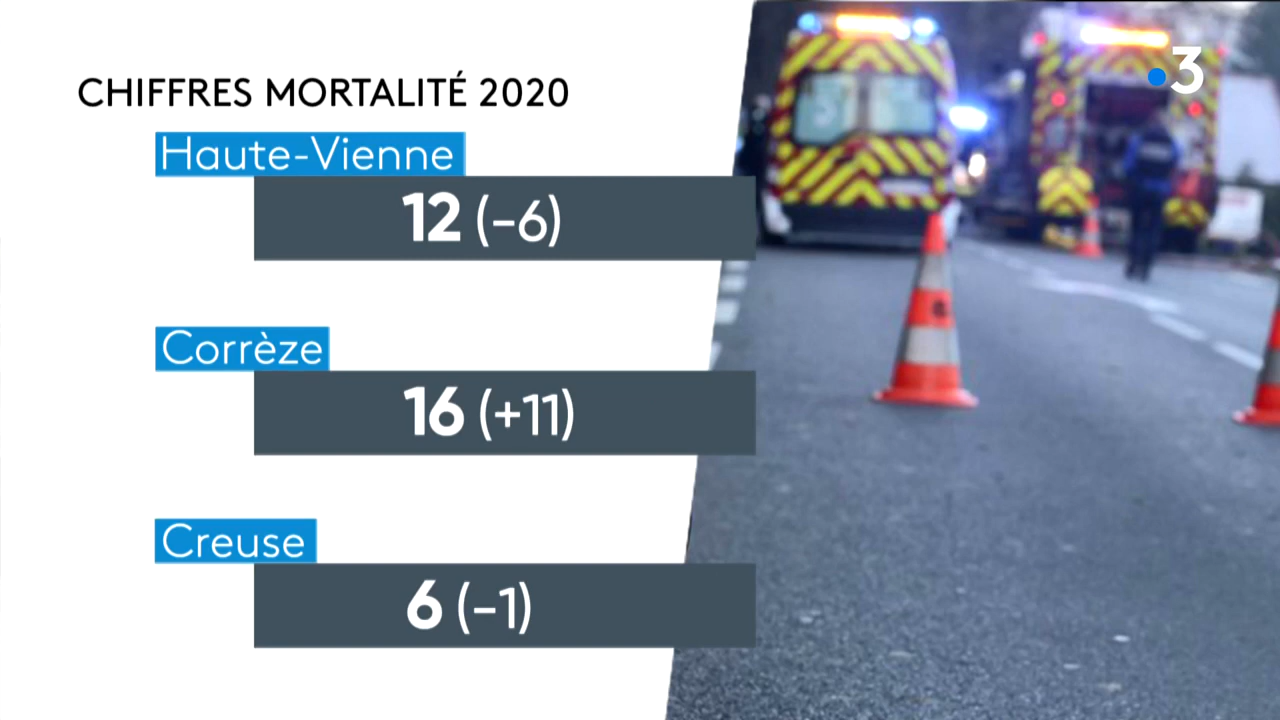 CHIFFRES MORTALITÉ 2020
3
Haute-Vienne
12 (-6)
Corrèze
16 (+11)
Creuse
6 (-1)